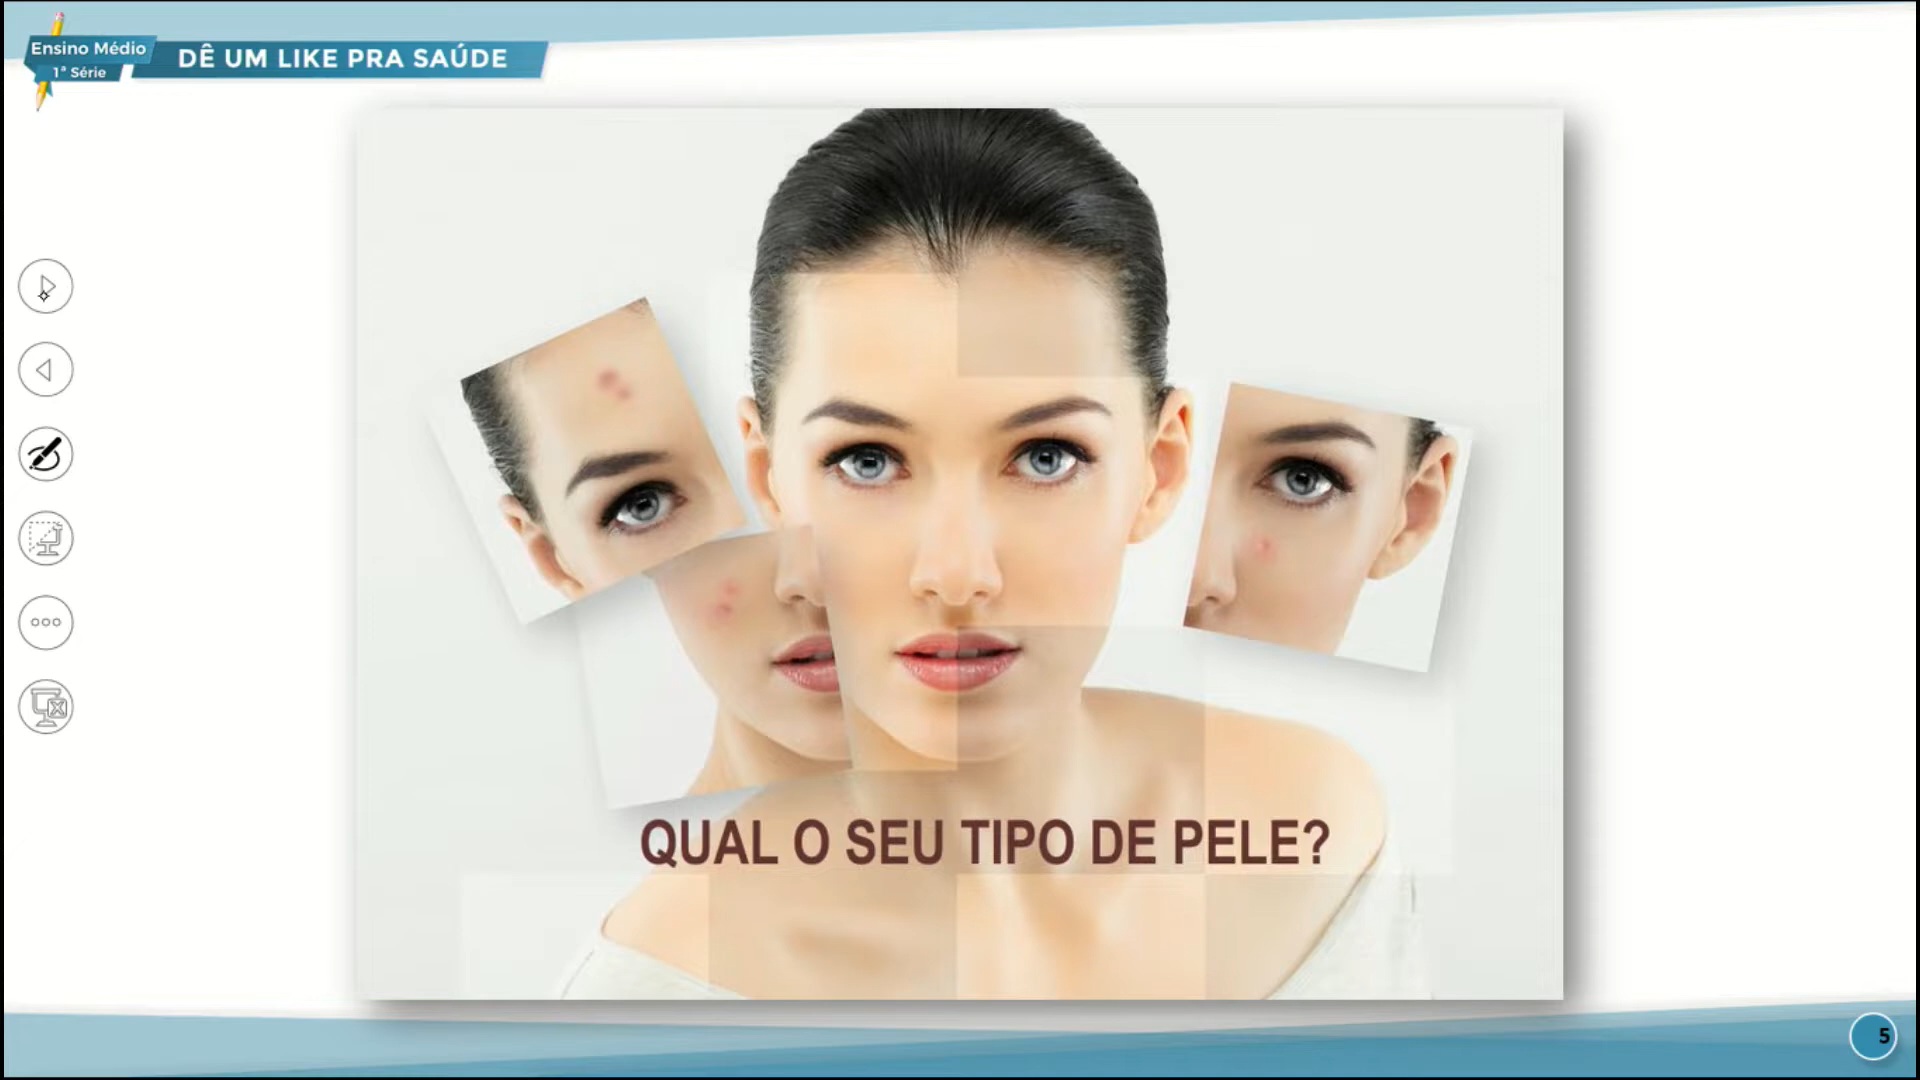 Ensino Médio
1ª Série
DÊ UM LIKE PRA SAÚDE
QUAL O SEU TIPO DE PELE?
5